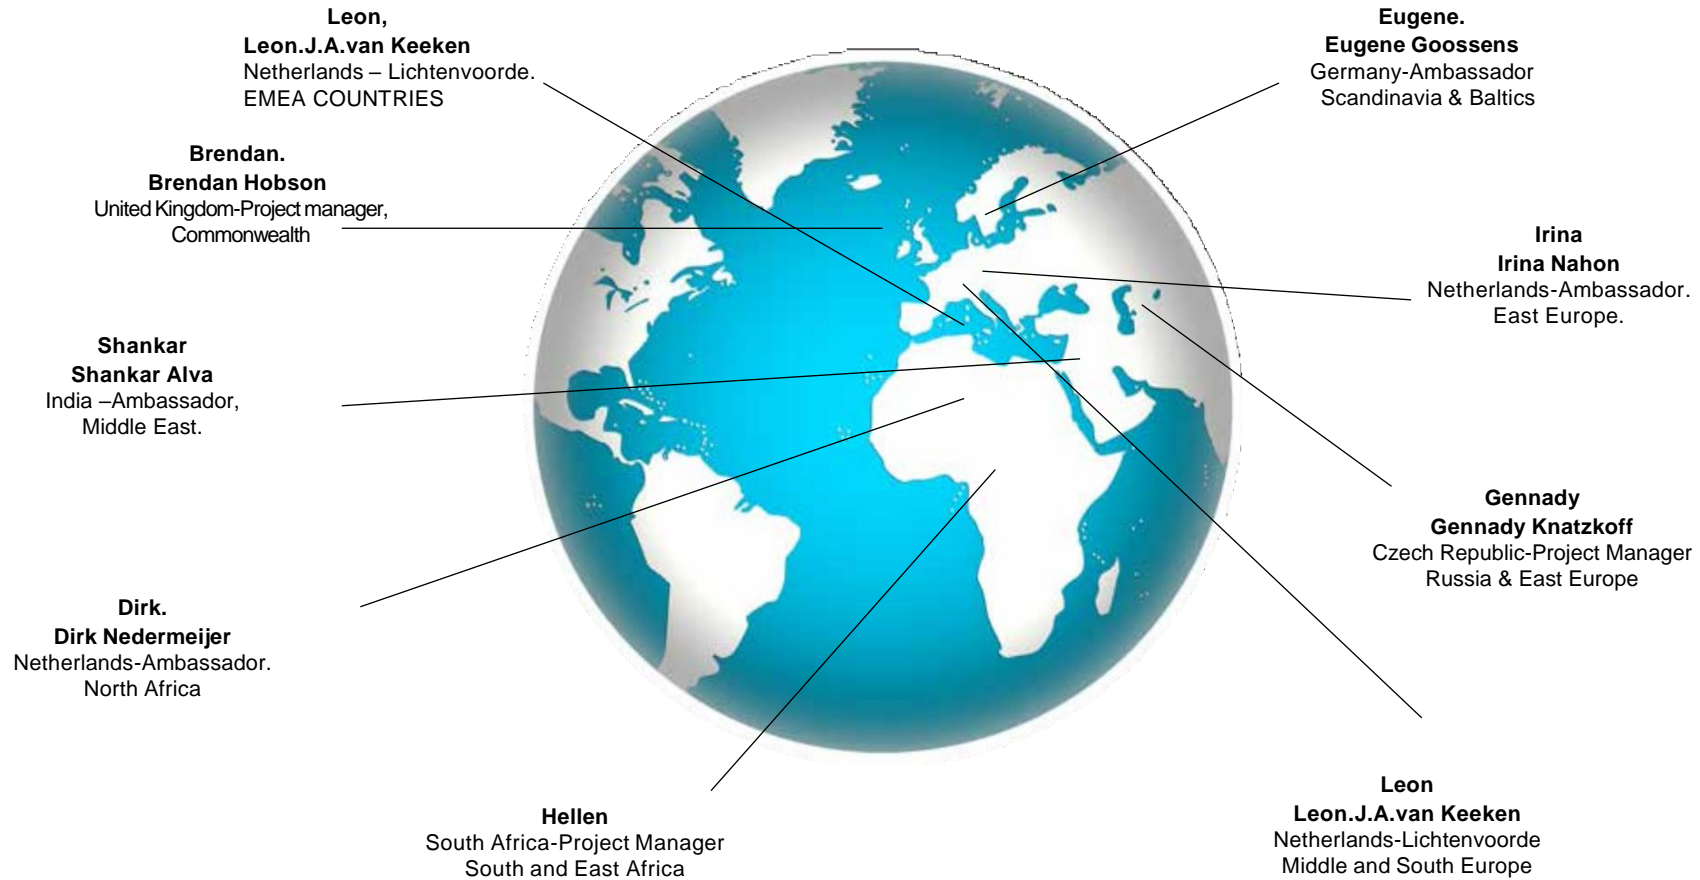 Leon,
Leon.J.A.van Keeken
Netherlands – Lichtenvoorde.
EMEA COUNTRIES
Eugene.
Eugene Goossens
Germany-Ambassador
Scandinavia & Baltics
Brendan.
Brendan Hobson
United Kingdom-Project manager,
Commonwealth
Irina
Irina Nahon
Netherlands-Ambassador.
East Europe.
Shankar
Shankar Alva
India –Ambassador,
Middle East.
Gennady
Gennady Knatzkoff
Czech Republic-Project Manager
Russia & East Europe
Dirk.
Dirk Nedermeijer
Netherlands-Ambassador.
North Africa
Hellen
South Africa-Project Manager
South and East Africa
Leon
Leon.J.A.van Keeken
Netherlands-Lichtenvoorde
Middle and South Europe